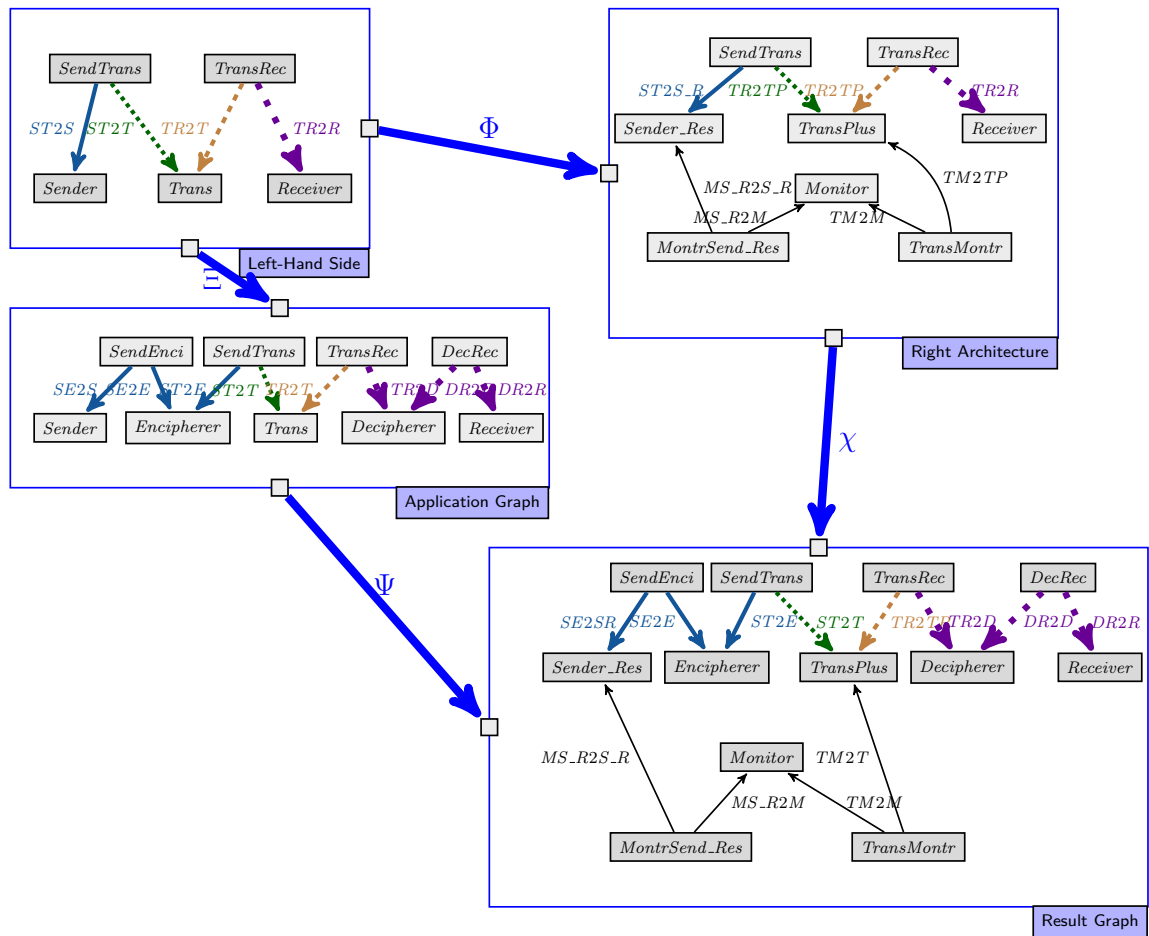 SendTrans TransRec
ST2S ST2T TR2T TR2R
Sender Trans Receiver
Left-Hand Side
Φ
SendTrans TransRec
ST2S_R TR2TP TR2TP TR2R
Sender_Res TransPlus Receiver
MS_R2S_R Monitor TM2TP
MS_R2M TM2M
MontrSend_Res TransMontr
Right Architecture
Ξ
SendEnci SendTrans TransRec DecRec
SE2S SE2E ST2E ST2T TR2T TR2D DR2D DR2R
Sender Encipherer Trans Decipherer Receiver
Application Graph
χ
Ψ
SendEnci SendTrans TransRec DecRec
SE2SR SE2E ST2E ST2T TR2TP TR2D DR2D DR2R
Sender_Res Encipherer TransPlus Decipherer Receiver
MS_R2S_R Monitor TM2T
MS_R2M TM2M
MontrSend_Res TransMontr
Result Graph